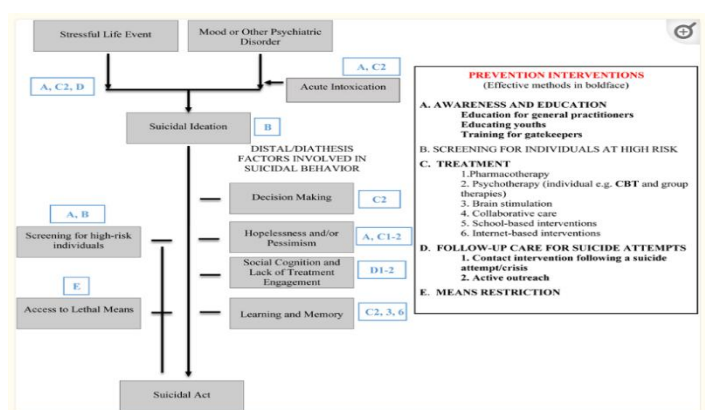 Stressful Life Event
Mood or Other Psychiatric
Disorder
A, C2
A, C2, D
Acute Intoxication
Suicidal Ideation
B
DISTAL/DIATHESIS
FACTORS INVOLVED IN
SUICIDAL BEHAVIOR
Decision Making
C2
A, B
Screening for high-risk
individuals
Hopelessness and/or
Pessimism
A, C1-2
Social Cognition and
Lack of Treatment
Engagement
D1-2
E
Access to Lethal Means
Learning and Memory
C2, 3, 6
Suicidal Act
PREVENTION INTERVENTIONS
(Effective methods in boldface)
A. AWARENESS AND EDUCATION
Education for general practitioners
Educating youths
Training for gatekeepers
B. SCREENING FOR INDIVIDUALS AT HIGH RISK
C. TREATMENT
1.Pharmacotherapy
2. Psychotherapy (individual e.g. CBT and group
therapies)
3. Brain stimulation
4. Collaborative care
5. School-based interventions
6. Internet-based interventions
D. FOLLOW-UP CARE FOR SUICIDE ATTEMPTS
1. Contact intervention following a suicide
attempt/crisis
2. Active outreach
E. MEANS RESTRICTION